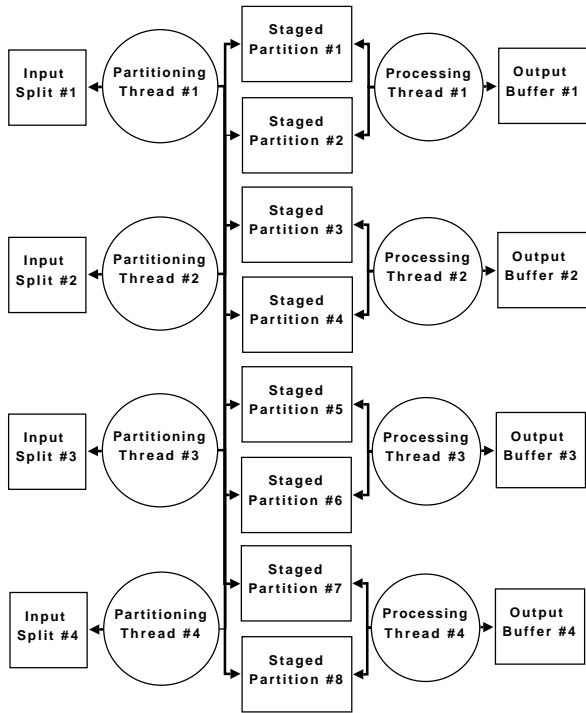 Input
Split #1
Partitioning
Thread #1
Staged
Partition #1
Staged
Partition #2
Processing
Thread #1
Output
Buffer #1
Input
Split #2
Partitioning
Thread #2
Staged
Partition #3
Staged
Partition #4
Processing
Thread #2
Output
Buffer #2
Input
Split #3
Partitioning
Thread #3
Staged
Partition #5
Staged
Partition #6
Processing
Thread #3
Output
Buffer #3
Input
Split #4
Partitioning
Thread #4
Staged
Partition #7
Staged
Partition #8
Processing
Thread #4
Output
Buffer #4